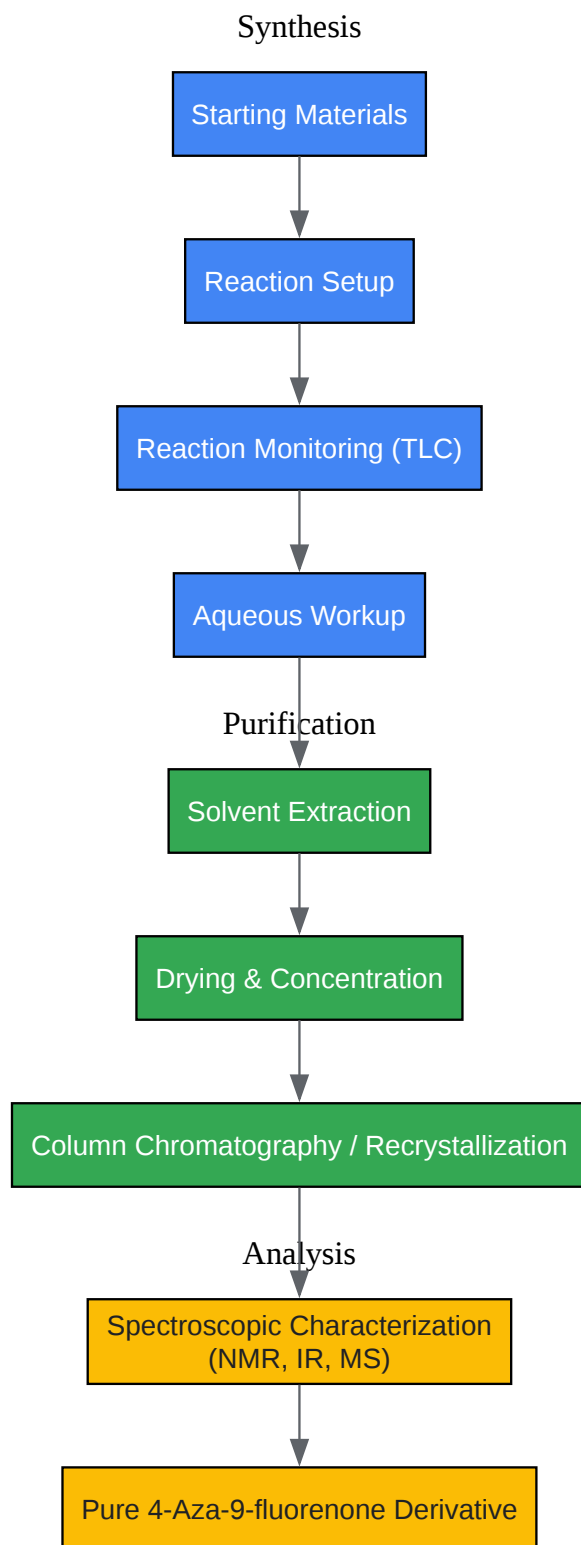 Synthesis
Starting Materials
Reaction Setup
Reaction Monitoring (TLC)
Aqueous Workup
Purification
Solvent Extraction
Drying & Concentration
Column Chromatography / Recrystallization
Analysis
Spectroscopic Characterization
(NMR, IR, MS)
Pure 4-Aza-9-fluorenone Derivative